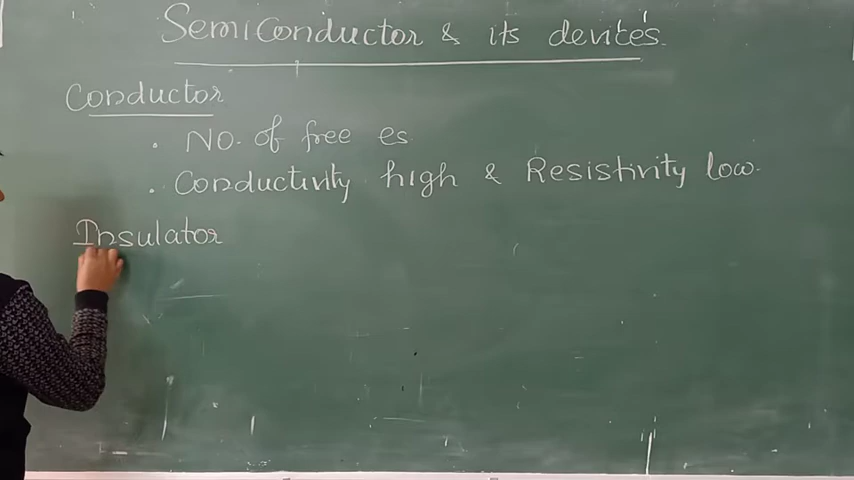 Semiconductor & its devices
Conductor
. No. of free es
. Conductivity high & Resistivity low.
Insulator